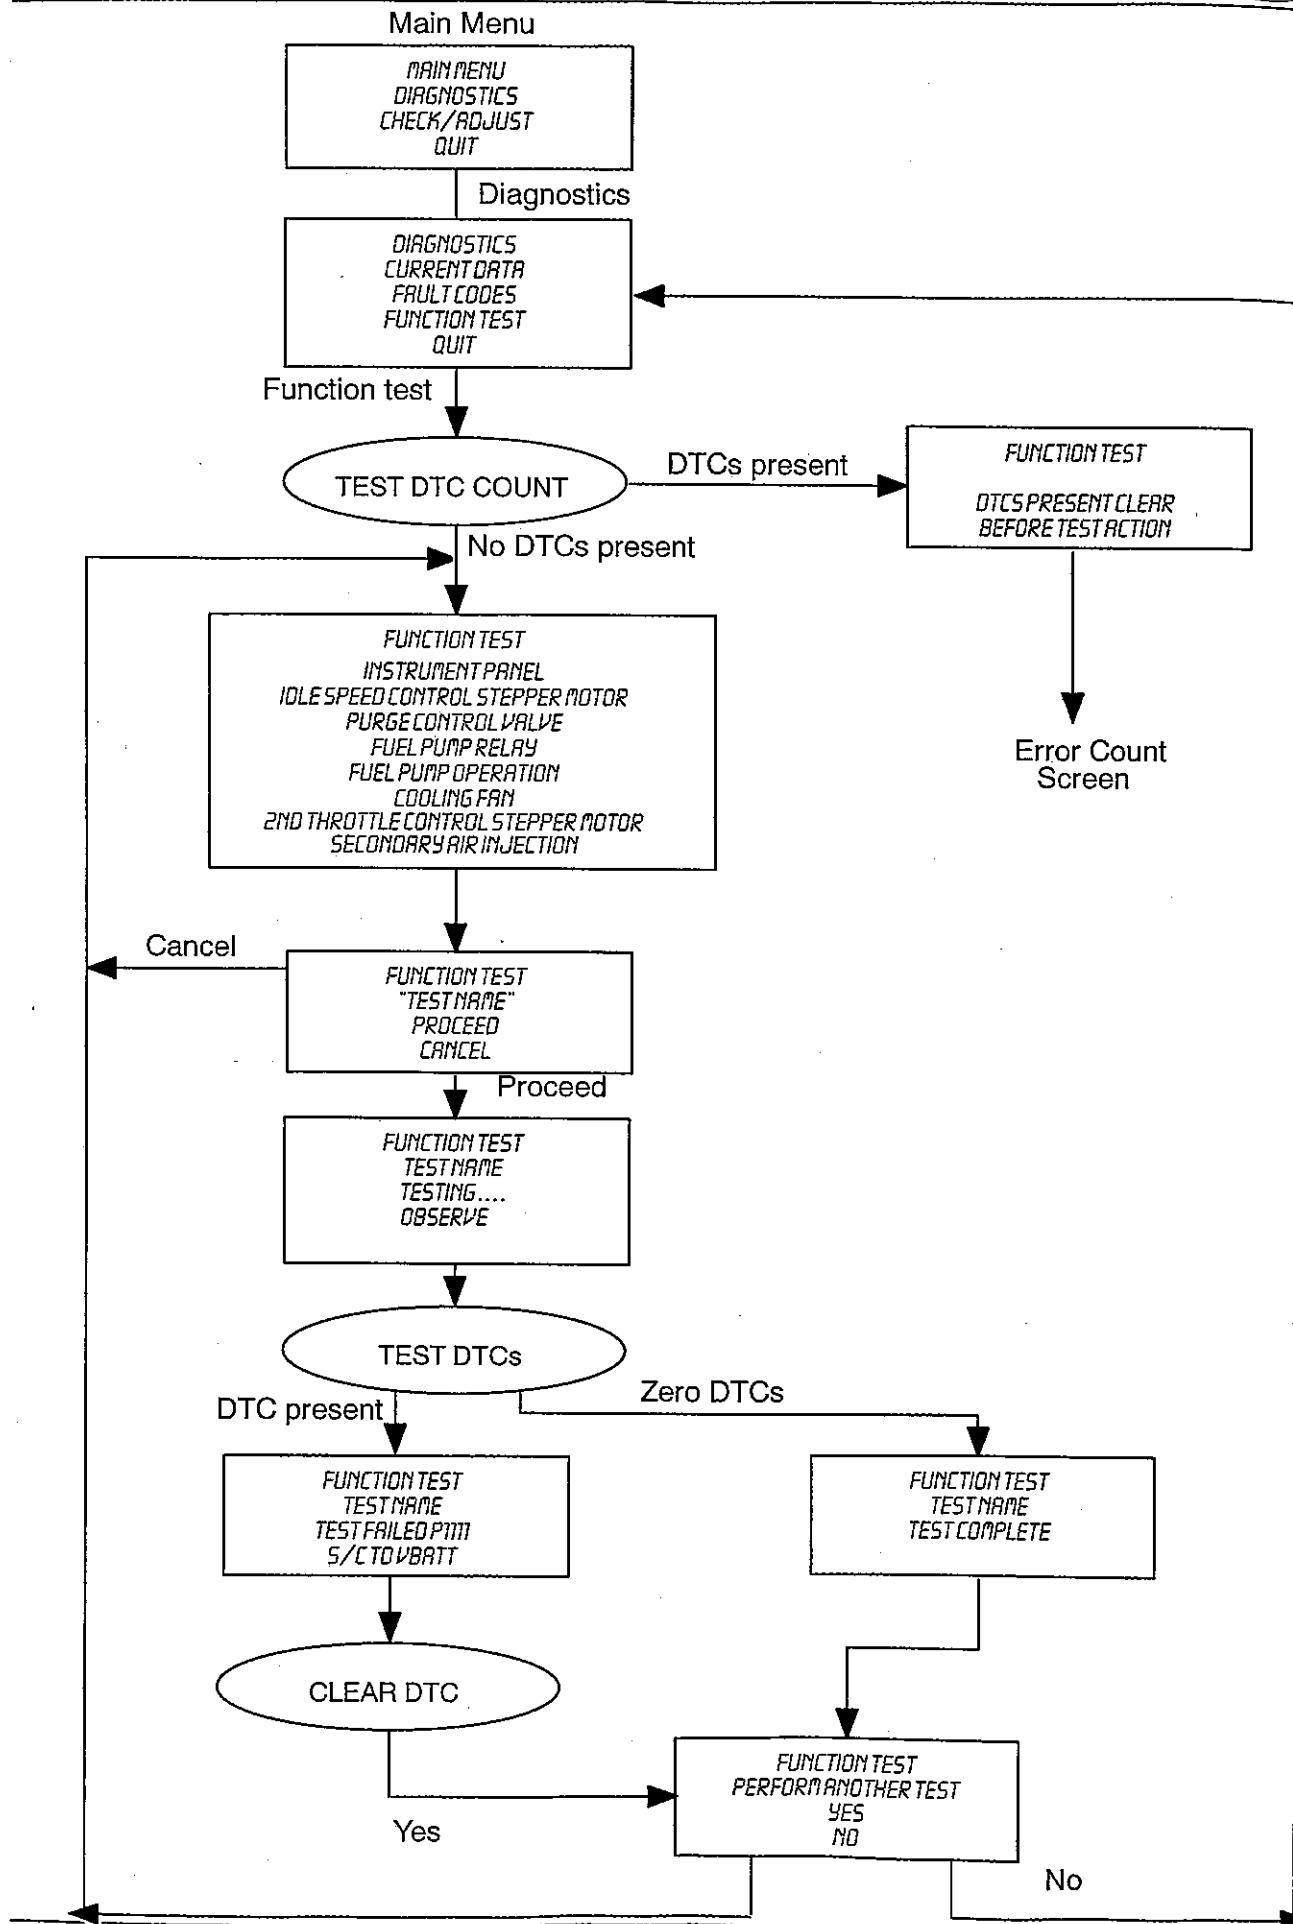 Main Menu
MAIN MENU
DIAGNOSTICS
CHECK/ADJUST
QUIT
Diagnostics
DIAGNOSTICS
CURRENT DATA
FAULT CODES
FUNCTION TEST
QUIT
Function test
TEST DTC COUNT
DTCs present
FUNCTION TEST
DTCS PRESENT CLEAR
BEFORE TEST ACTION
No DTCs present
Error Count
Screen
FUNCTION TEST
INSTRUMENT PANEL
IDLE SPEED CONTROL STEPPER MOTOR
PURGE CONTROL VALVE
FUEL PUMP RELAY
FUEL PUMP OPERATION
COOLING FAN
2ND THROTTLE CONTROL STEPPER MOTOR
SECONDARY AIR INJECTION
Cancel
FUNCTION TEST
"TEST NAME"
PROCEED
CANCEL
Proceed
FUNCTION TEST
TEST NAME
TESTING....
OBSERVE
TEST DTCs
DTC present
Zero DTCs
FUNCTION TEST
TEST NAME
TEST FAILED P1111
S/C TO VBATT
FUNCTION TEST
TEST NAME
TEST COMPLETE
CLEAR DTC
FUNCTION TEST
PERFORM ANOTHER TEST
YES
NO
Yes
No